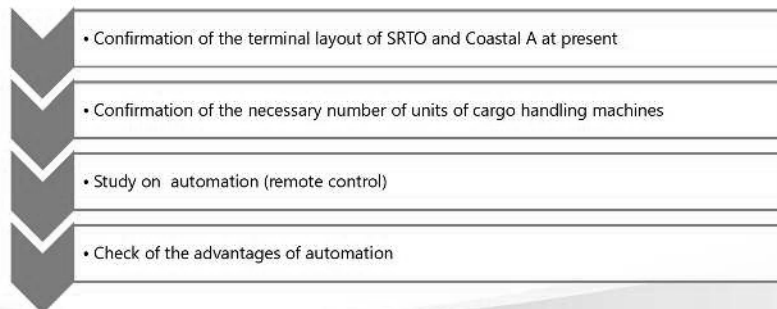 • Confirmation of the terminal layout of SRTO and Coastal A at present
• Confirmation of the necessary number of units of cargo handling machines
• Study on automation (remote control)
• Check of the advantages of automation